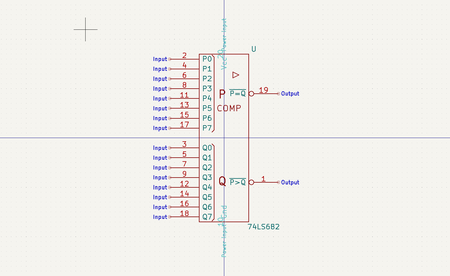 U
Power input
Vcc
Input 2 P0
Input 4 P1
Input 6 P2
Input 8 P3
Input 11 P4
Input 13 P5
Input 15 P6
Input 17 P7
P
COMP
P=Q 19 Output
Input 3 Q0
Input 5 Q1
Input 7 Q2
Input 9 Q3
Input 12 Q4
Input 14 Q5
Input 16 Q6
Input 18 Q7
Q
P>Q 1 Output
Gnd
Power input
74LS682